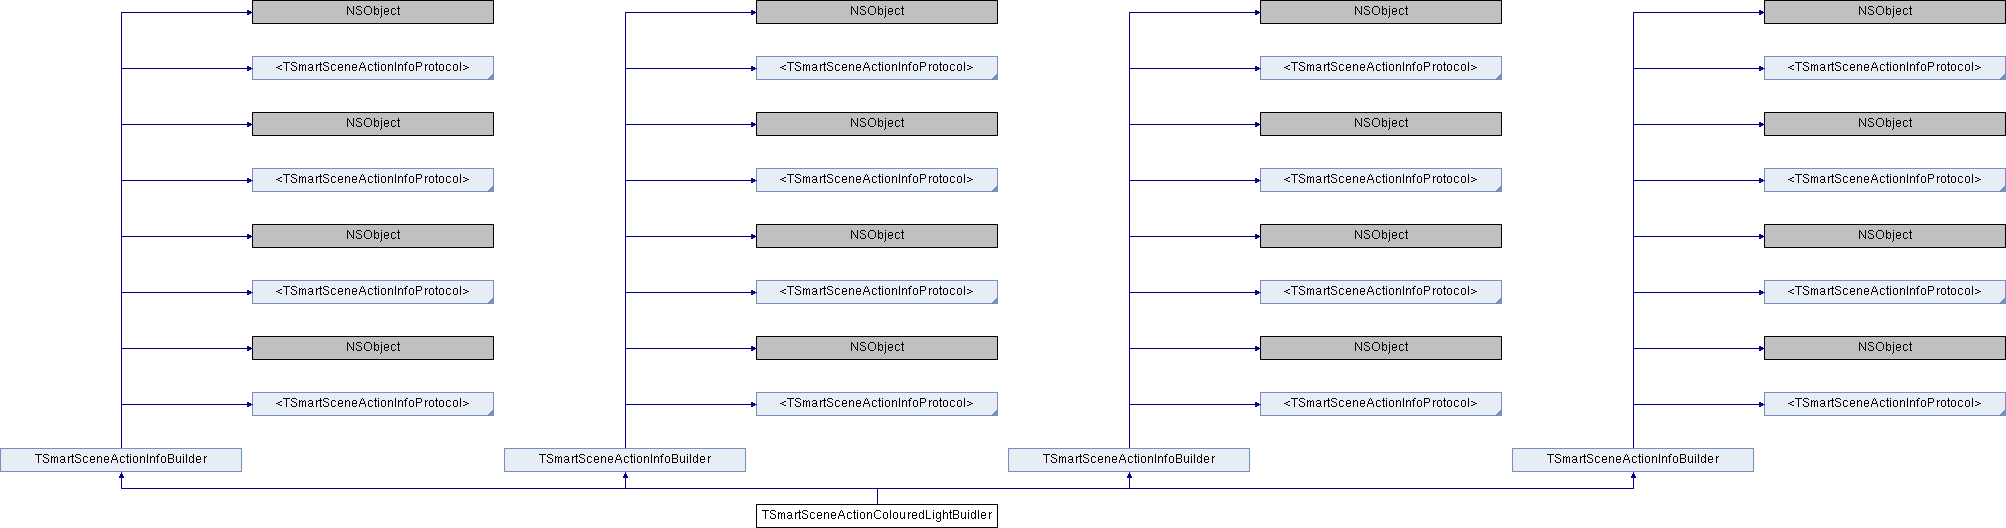 NSObject NSObject NSObject NSObject
<TSmartSceneActionInfoProtocol> <TSmartSceneActionInfoProtocol> <TSmartSceneActionInfoProtocol> <TSmartSceneActionInfoProtocol>
NSObject NSObject NSObject NSObject
<TSmartSceneActionInfoProtocol> <TSmartSceneActionInfoProtocol> <TSmartSceneActionInfoProtocol> <TSmartSceneActionInfoProtocol>
NSObject NSObject NSObject NSObject
<TSmartSceneActionInfoProtocol> <TSmartSceneActionInfoProtocol> <TSmartSceneActionInfoProtocol> <TSmartSceneActionInfoProtocol>
NSObject NSObject NSObject NSObject
<TSmartSceneActionInfoProtocol> <TSmartSceneActionInfoProtocol> <TSmartSceneActionInfoProtocol> <TSmartSceneActionInfoProtocol>
TSmartSceneActionInfoBuilder TSmartSceneActionInfoBuilder TSmartSceneActionInfoBuilder TSmartSceneActionInfoBuilder
TSmartSceneActionColouredLightBuidler